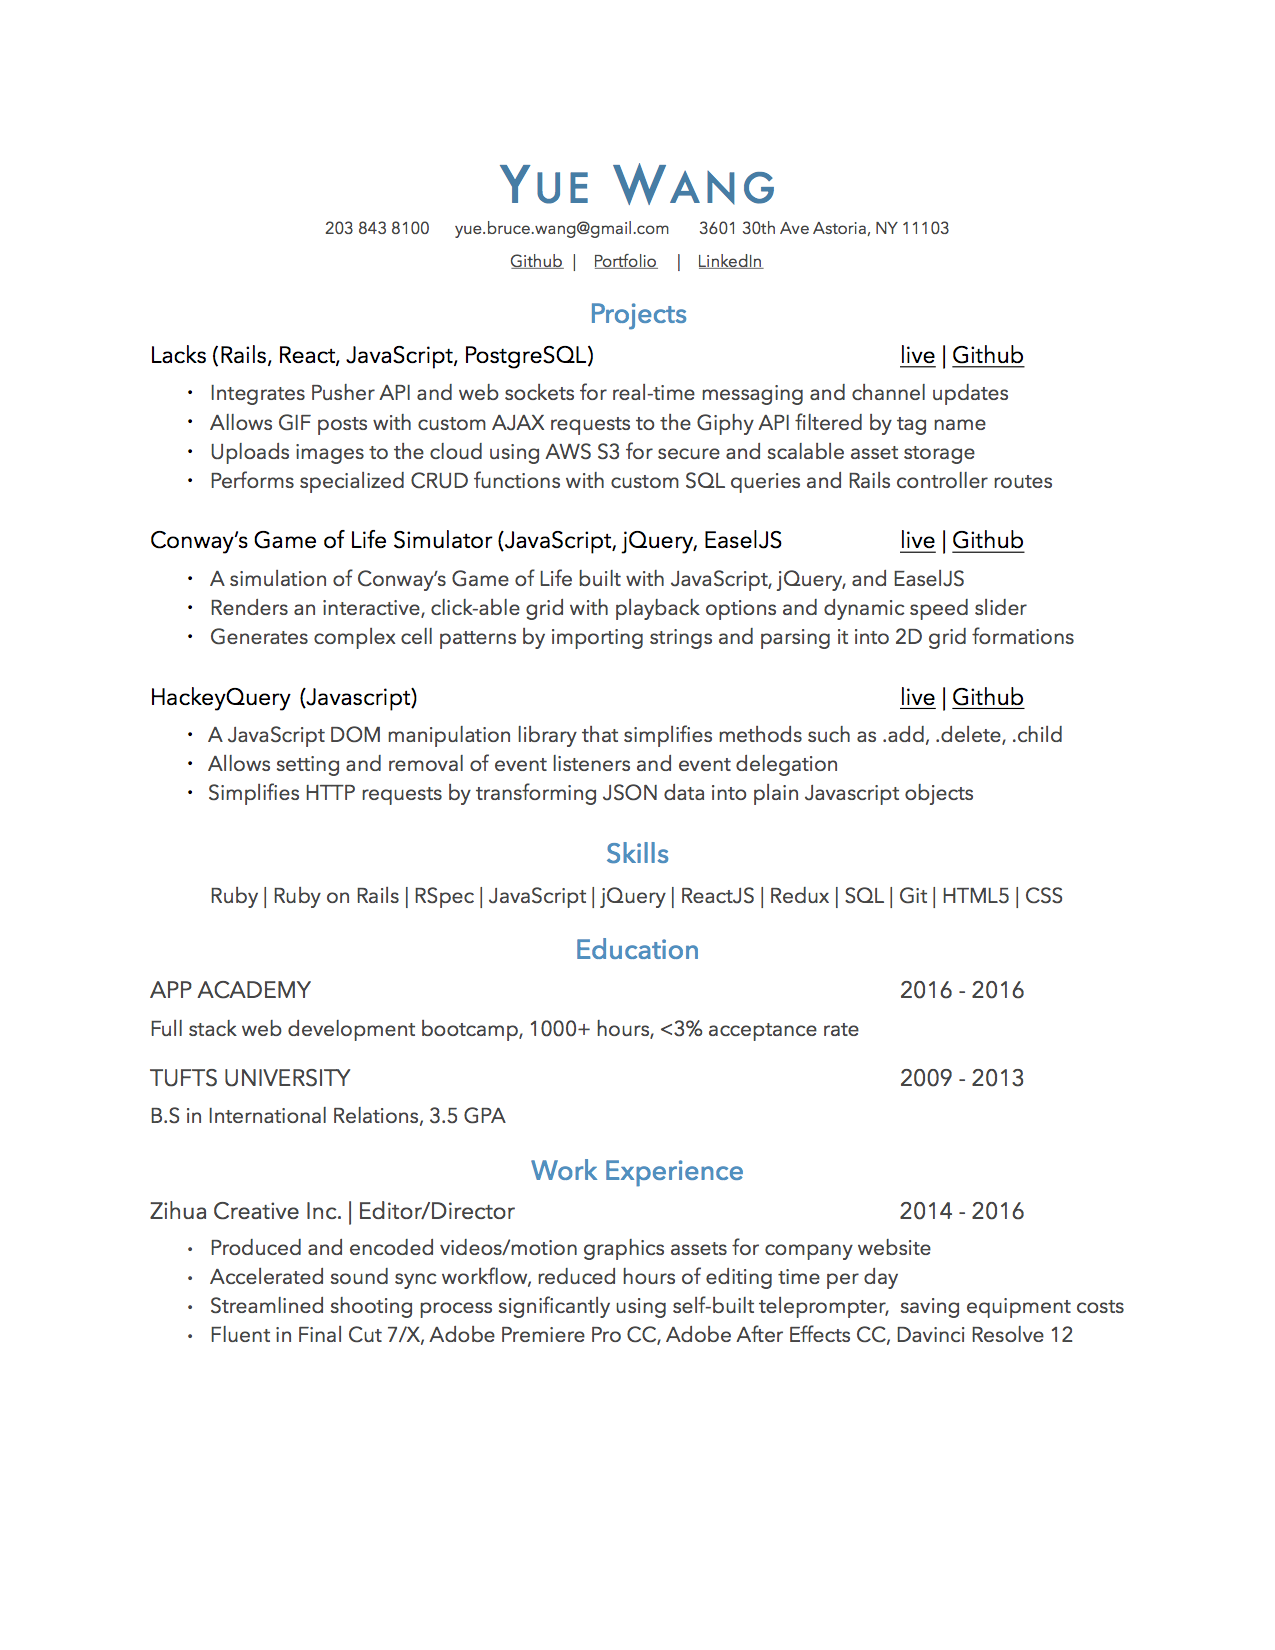 Yue Wang
203 843 8100 yue.bruce.wang@gmail.com 3601 30th Ave Astoria, NY 11103
Github | Portfolio | LinkedIn
Projects
Lacks (Rails, React, JavaScript, PostgreSQL) live | Github
• Integrates Pusher API and web sockets for real-time messaging and channel updates
• Allows GIF posts with custom AJAX requests to the Giphy API filtered by tag name
• Uploads images to the cloud using AWS S3 for secure and scalable asset storage
• Performs specialized CRUD functions with custom SQL queries and Rails controller routes
Conway’s Game of Life Simulator (JavaScript, jQuery, EaselJS live | Github
• A simulation of Conway’s Game of Life built with JavaScript, jQuery, and EaselJS
• Renders an interactive, click-able grid with playback options and dynamic speed slider
• Generates complex cell patterns by importing strings and parsing it into 2D grid formations
HackeyQuery (Javascript) live | Github
• A JavaScript DOM manipulation library that simplifies methods such as .add, .delete, .child
• Allows setting and removal of event listeners and event delegation
• Simplifies HTTP requests by transforming JSON data into plain Javascript objects
Skills
Ruby | Ruby on Rails | RSpec | JavaScript | jQuery | ReactJS | Redux | SQL | Git | HTML5 | CSS
Education
APP ACADEMY 2016 - 2016
Full stack web development bootcamp, 1000+ hours, <3% acceptance rate
TUFTS UNIVERSITY 2009 - 2013
B.S in International Relations, 3.5 GPA
Work Experience
Zihua Creative Inc. | Editor/Director 2014 - 2016
• Produced and encoded videos/motion graphics assets for company website
• Accelerated sound sync workflow, reduced hours of editing time per day
• Streamlined shooting process significantly using self-built teleprompter, saving equipment costs
• Fluent in Final Cut 7/X, Adobe Premiere Pro CC, Adobe After Effects CC, Davinci Resolve 12